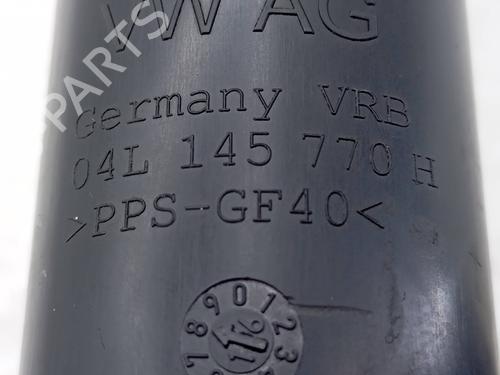 VW AG
Germany VRB
04L 145 770 H
>PPS-GF40<